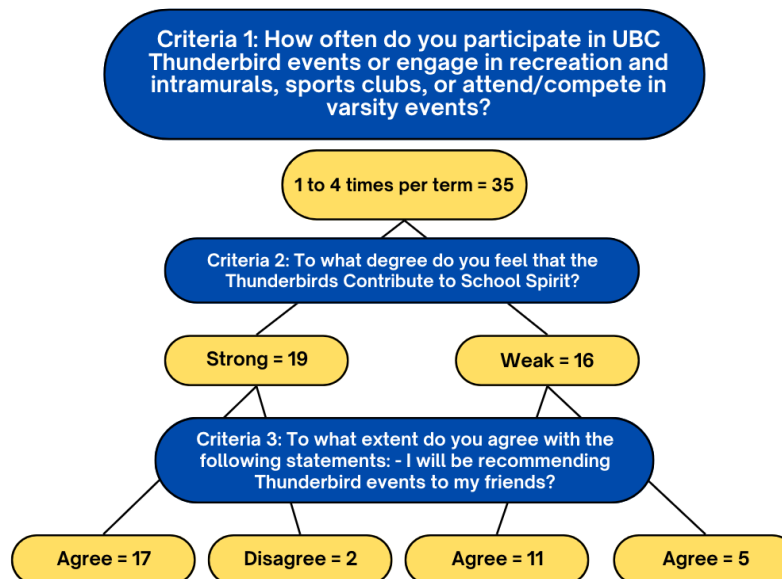 Criteria 1: How often do you participate in UBC
Thunderbird events or engage in recreation and
intramurals, sports clubs, or attend/compete in
varsity events?
1 to 4 times per term = 35
Criteria 2: To what degree do you feel that the
Thunderbirds Contribute to School Spirit?
Strong = 19
Weak = 16
Criteria 3: To what extent do you agree with the
following statements: - I will be recommending
Thunderbird events to my friends?
Agree = 17
Disagree = 2
Agree = 11
Agree = 5